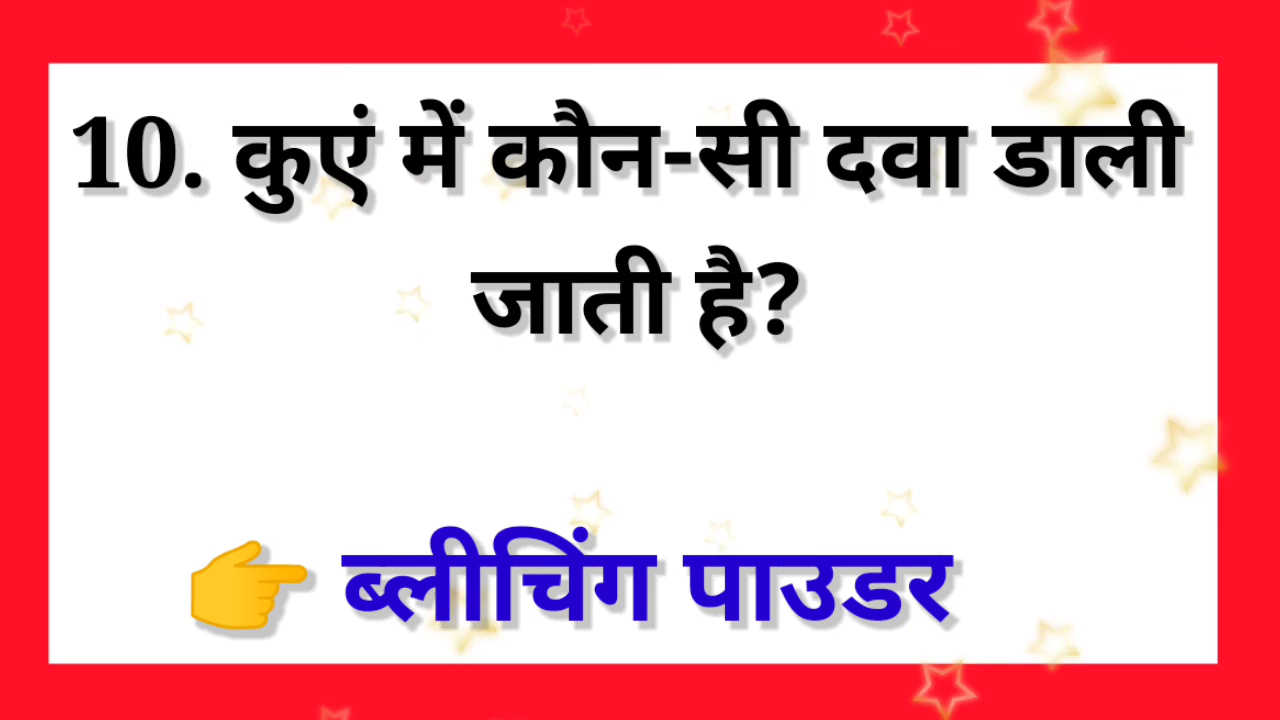 10. कुएं में कौन-सी दवा डाली
जाती है?
👉 ब्लीचिंग पाउडर